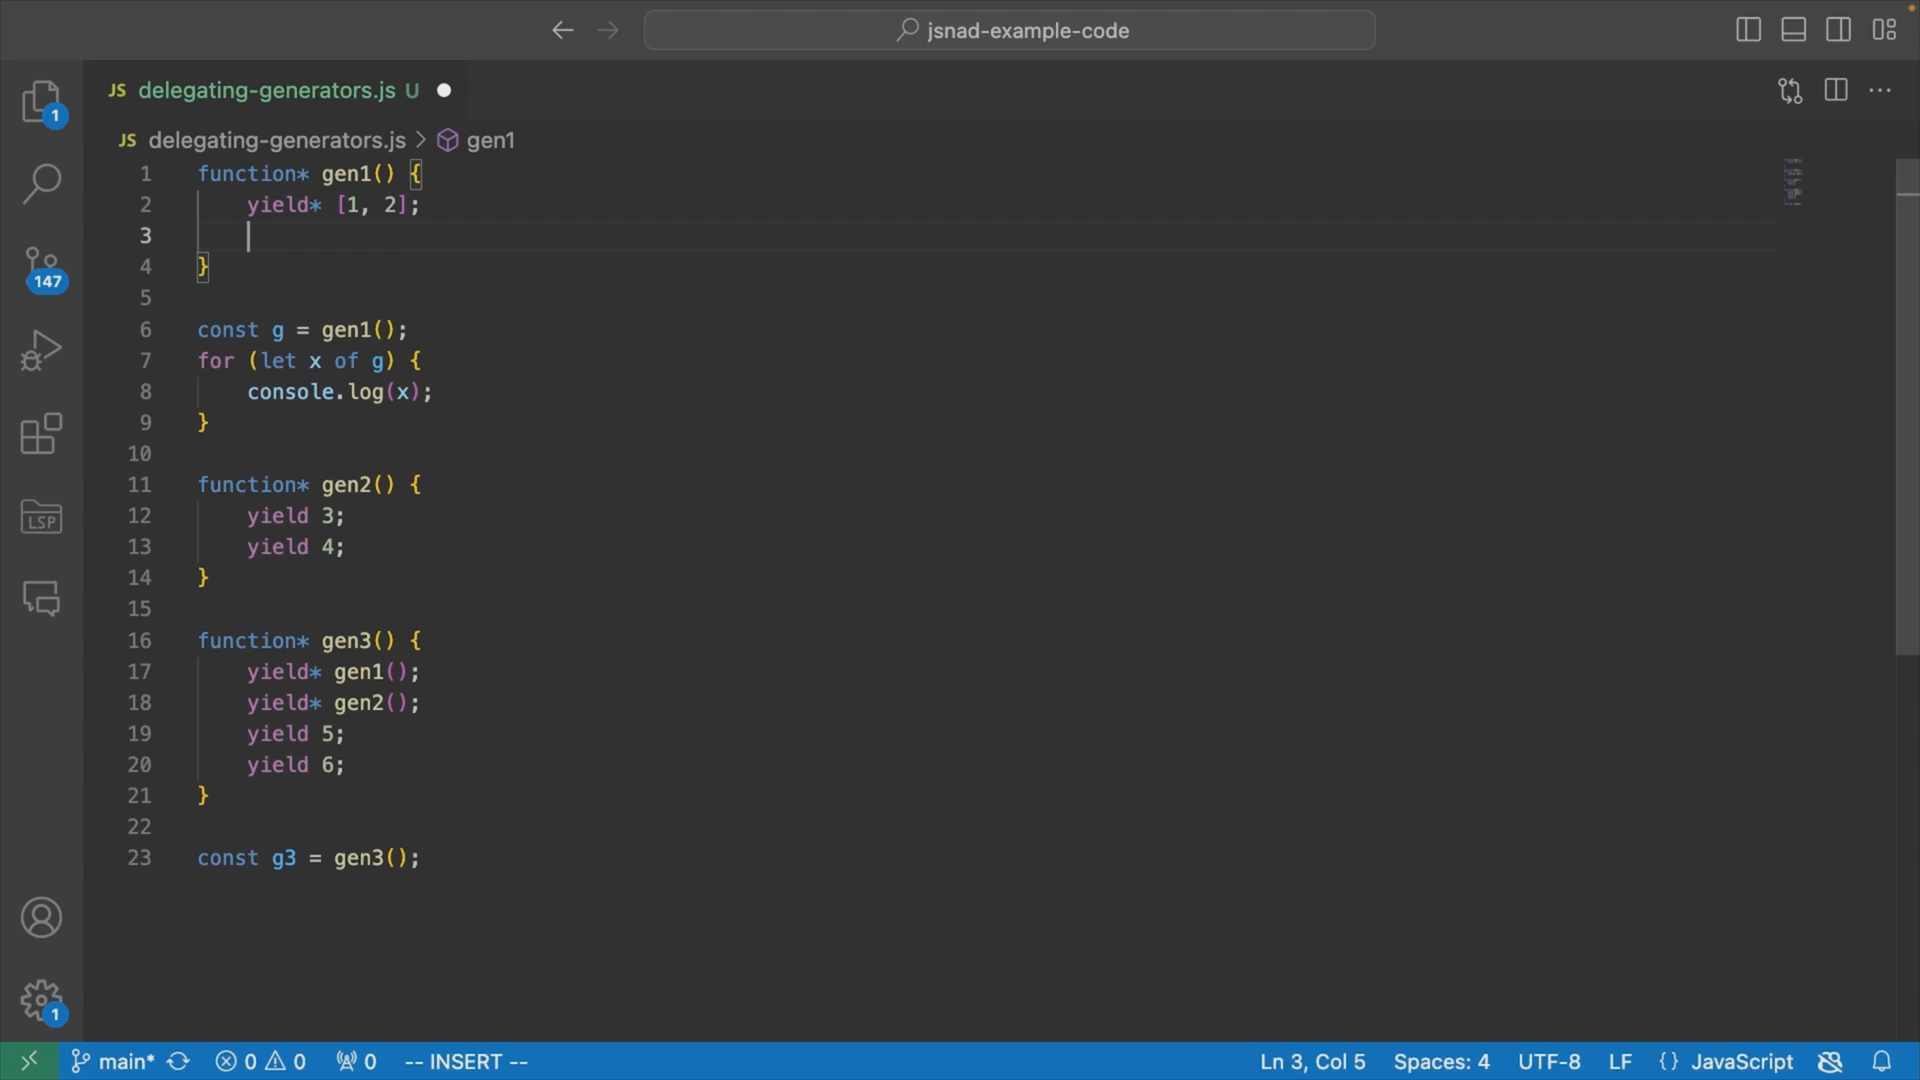 jsnad-example-code
JS delegating-generators.js U
1
JS delegating-generators.js > gen1
1 function* gen1() {
2 yield* [1, 2];
3
4 }
5
6 const g = gen1();
7 for (let x of g) {
8 console.log(x);
9 }
10
11 function* gen2() {
12 yield 3;
13 yield 4;
14 }
15
16 function* gen3() {
17 yield* gen1();
18 yield* gen2();
19 yield 5;
20 yield 6;
21 }
22
23 const g3 = gen3();
147
LSP
1
main* 0 0 0 -- INSERT -- Ln 3, Col 5 Spaces: 4 UTF-8 LF {} JavaScript